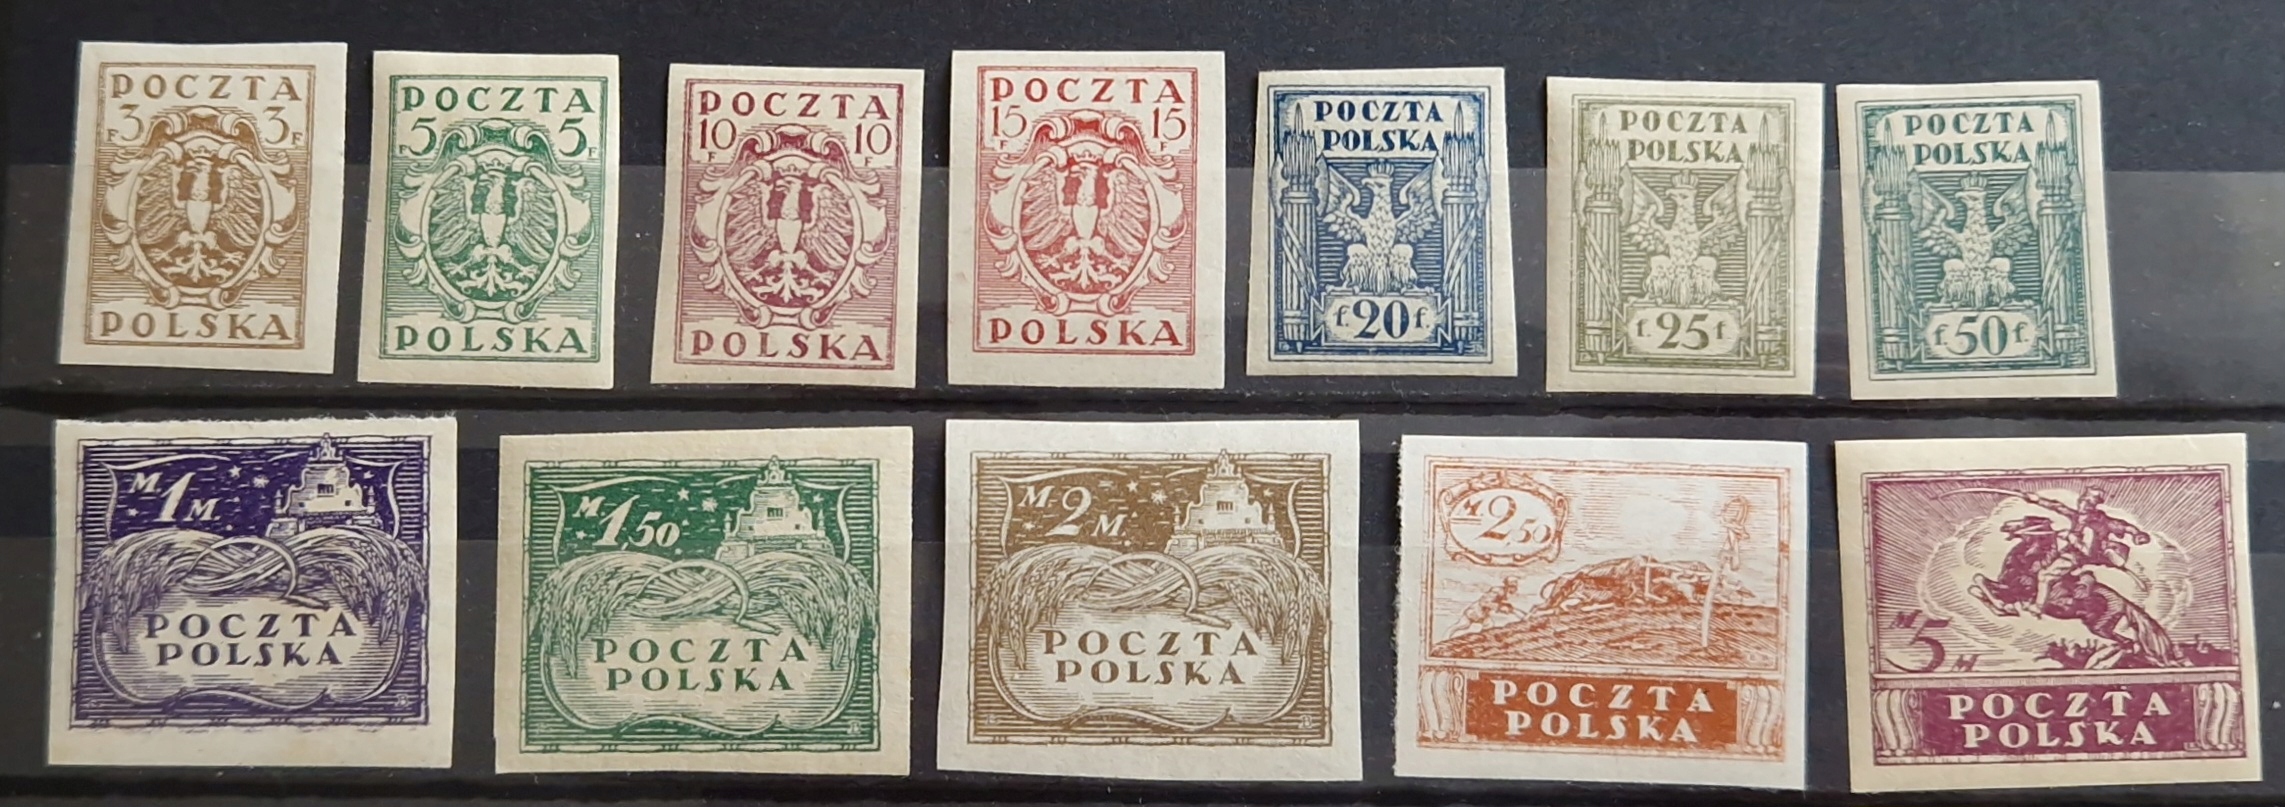 POCZTA
F 3 3 F
POLSKA
POCZTA
F 5 5 F
POLSKA
POCZTA
10 F 10 F
POLSKA
POCZTA
15 F 15 F
POLSKA
POCZTA
POLSKA
f. 20 f.
POCZTA
POLSKA
f. 25 f
POCZTA
POLSKA
f. 50 f.
M 1 M
POCZTA
POLSKA
M 1,50
POCZTA
POLSKA
M 2 M.
POCZTA
POLSKA
M 2,50
POCZTA
POLSKA
M 5 M
POCZTA
POLSKA